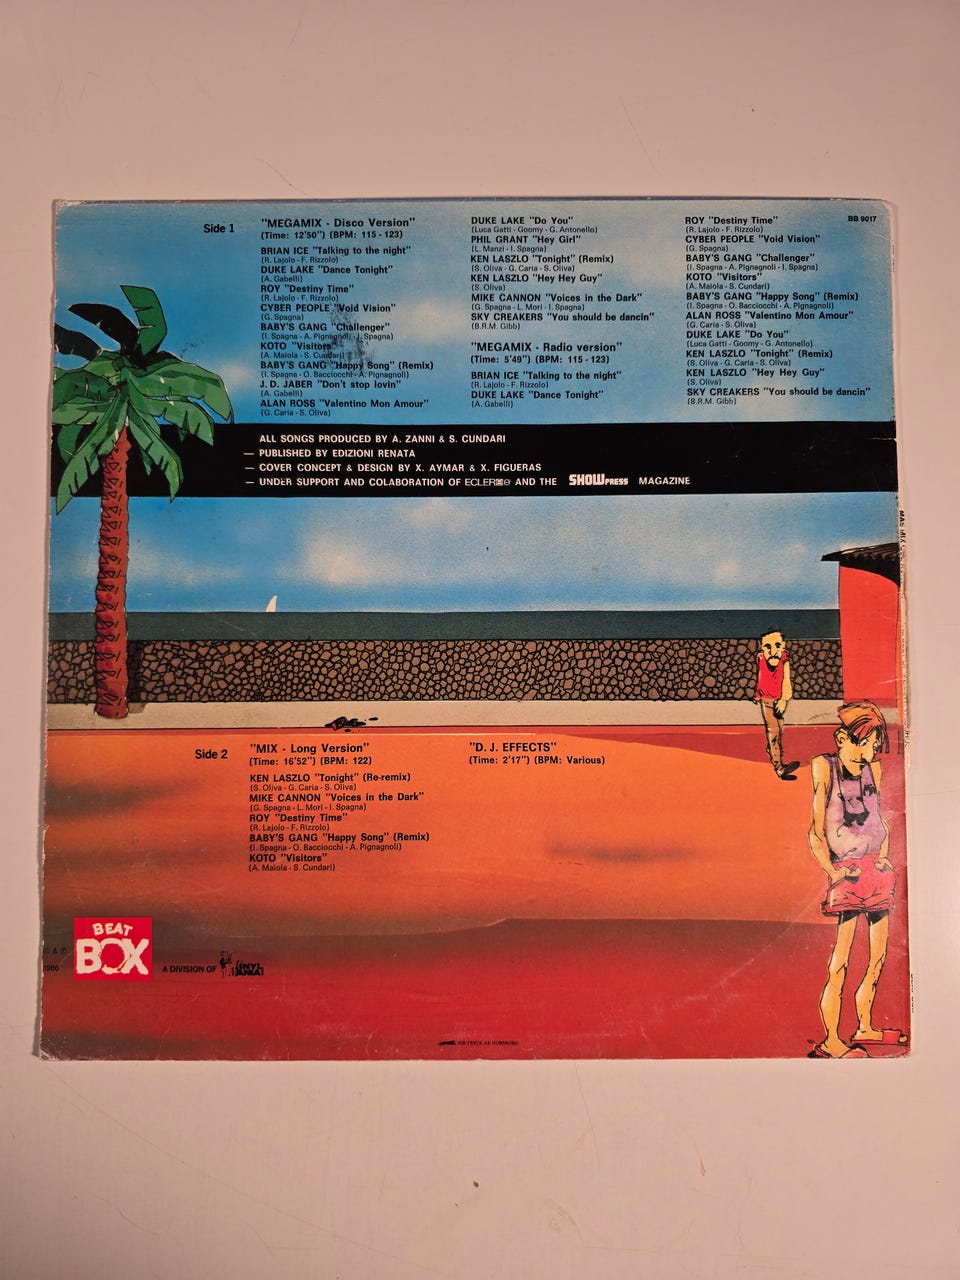 Side 1
"MEGAMIX - Disco Version"
(Time: 12'50") (BPM: 115 - 123)
BRIAN ICE "Talking to the night"
(R. Lajolo - F. Rizzolo)
DUKE LAKE "Dance Tonight"
(A. Gabelli)
ROY "Destiny Time"
(R. Lajolo - F. Rizzolo)
CYBER PEOPLE "Void Vision"
(G. Spagna)
BABY'S GANG "Challenger"
(I. Spagna - A. Pignagnoli - I. Spagna)
KOTO "Visitors"
(A. Maiola - S. Cundari)
BABY'S GANG "Happy Song" (Remix)
(I. Spagna - O. Bacciocchi - A. Pignagnoli)
J. D. JABER "Don't stop lovin"
(A. Gabelli)
ALAN ROSS "Valentino Mon Amour"
(G. Caria - S. Oliva)
DUKE LAKE "Do You"
(Luca Gatti - Goomy - G. Antonello)
PHIL GRANT "Hey Girl"
(L. Manzi - I. Spagna)
KEN LASZLO "Tonight" (Remix)
(S. Oliva - G. Caria - S. Oliva)
KEN LASZLO "Hey Hey Guy"
(S. Oliva)
MIKE CANNON "Voices in the Dark"
(G. Spagna - L. Mori - I. Spagna)
SKY CREAKERS "You should be dancin"
(B.R.M. Gibb)
"MEGAMIX - Radio version"
(Time: 5'49") (BPM: 115 - 123)
BRIAN ICE "Talking to the night"
(R. Lajolo - F. Rizzolo)
DUKE LAKE "Dance Tonight"
(A. Gabelli)
ROY "Destiny Time"
(R. Lajolo - F. Rizzolo)
CYBER PEOPLE "Void Vision"
(G. Spagna)
BABY'S GANG "Challenger"
(I. Spagna - A. Pignagnoli - I. Spagna)
KOTO "Visitors"
(A. Maiola - S. Cundari)
BABY'S GANG "Happy Song" (Remix)
(I. Spagna - O. Bacciocchi - A. Pignagnoli)
ALAN ROSS "Valentino Mon Amour"
(G. Caria - S. Oliva)
DUKE LAKE "Do You"
(Luca Gatti - Goomy - G. Antonello)
KEN LASZLO "Tonight" (Remix)
(S. Oliva - G. Caria - S. Oliva)
KEN LASZLO "Hey Hey Guy"
(S. Oliva)
SKY CREAKERS "You should be dancin"
(B.R.M. Gibb)
BB 9017
ALL SONGS PRODUCED BY A. ZANNI & S. CUNDARI
— PUBLISHED BY EDIZIONI RENATA
— COVER CONCEPT & DESIGN BY X. AYMAR & X. FIGUERAS
— UNDER SUPPORT AND COLABORATION OF ECLER AND THE SHOW PRESS MAGAZINE
Side 2
"MIX - Long Version"
(Time: 16'52") (BPM: 122)
KEN LASZLO "Tonight" (Re-remix)
(S. Oliva - G. Caria - S. Oliva)
MIKE CANNON "Voices in the Dark"
(G. Spagna - L. Mori - I. Spagna)
ROY "Destiny Time"
(R. Lajolo - F. Rizzolo)
BABY'S GANG "Happy Song" (Remix)
(I. Spagna - O. Bacciocchi - A. Pignagnoli)
KOTO "Visitors"
(A. Maiola - S. Cundari)
"D. J. EFFECTS"
(Time: 2'17") (BPM: Various)
BEAT
BOX
© & ℗
1986
A DIVISION OF VINYL MANIA